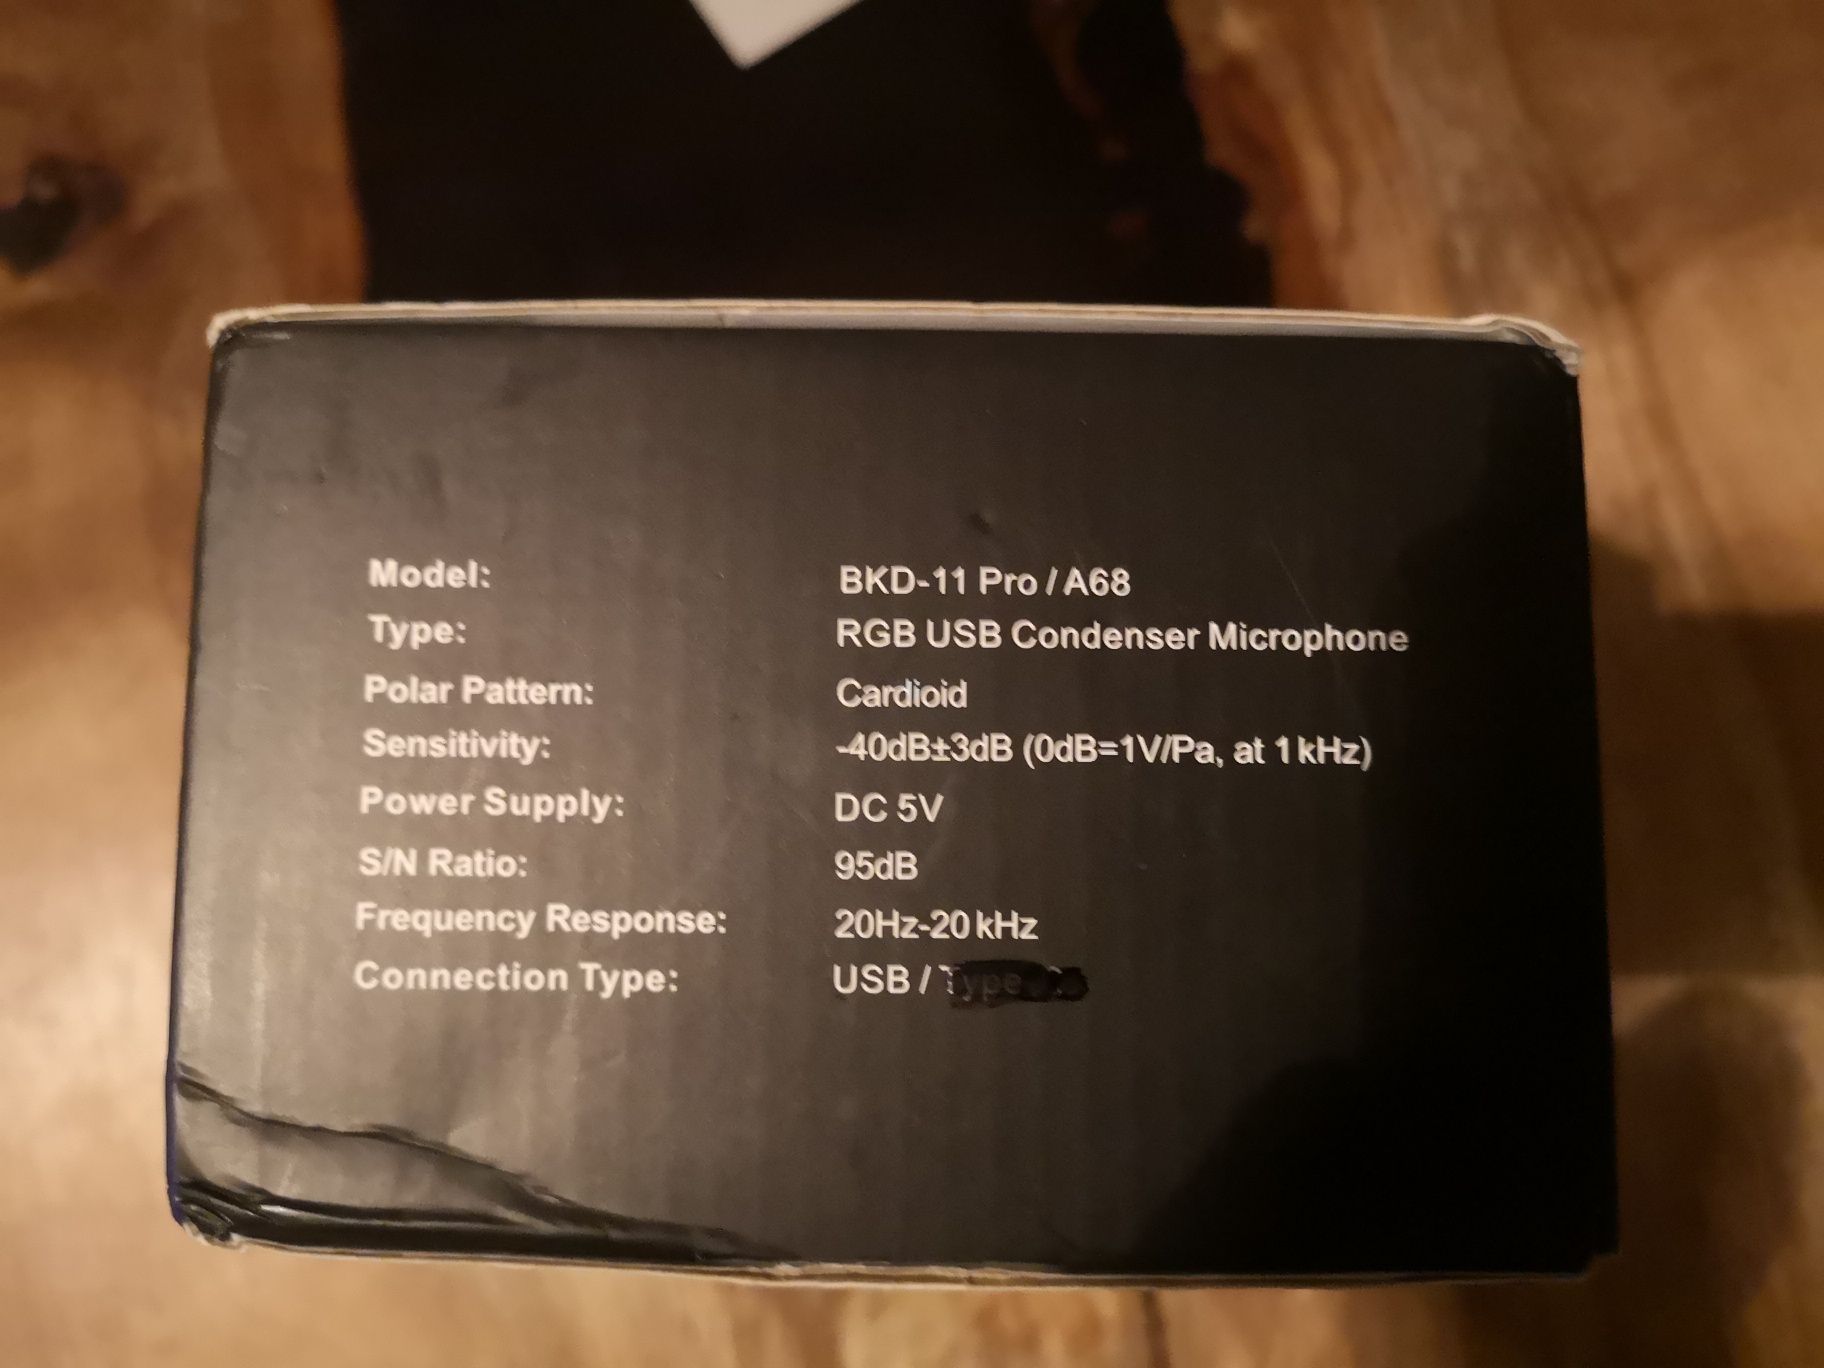 Model: BKD-11 Pro / A68
Type: RGB USB Condenser Microphone
Polar Pattern: Cardioid
Sensitivity: -40dB±3dB (0dB=1V/Pa, at 1 kHz)
Power Supply: DC 5V
S/N Ratio: 95dB
Frequency Response: 20Hz-20 kHz
Connection Type: USB / Type